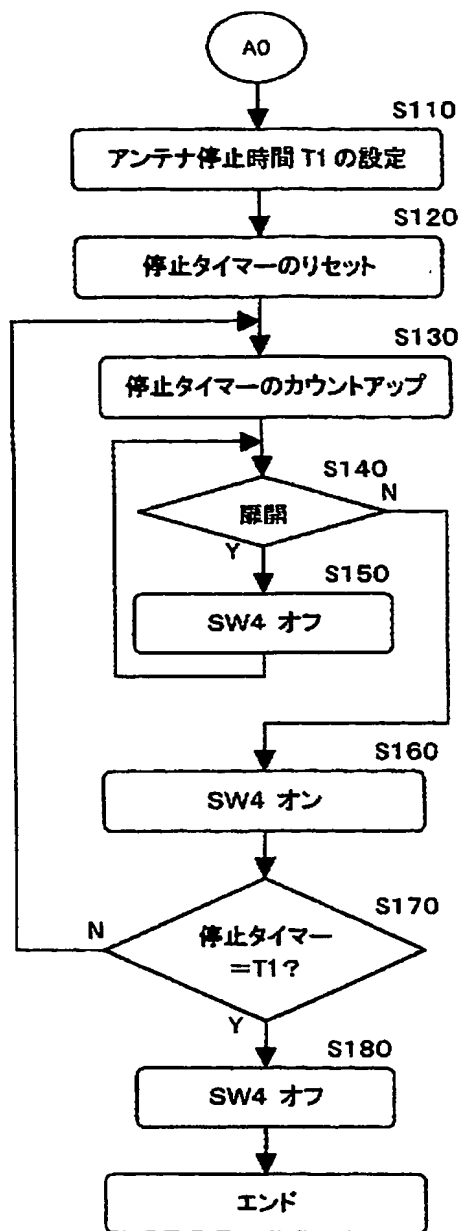 A0
S110
アンテナ停止時間 T1 の設定
S120
停止タイマーのリセット
S130
停止タイマーのカウントアップ
S140
扉開
N
Y
S150
SW4 オフ
S160
SW4 オン
S170
N
停止タイマー
=T1?
Y
S180
SW4 オフ
エンド